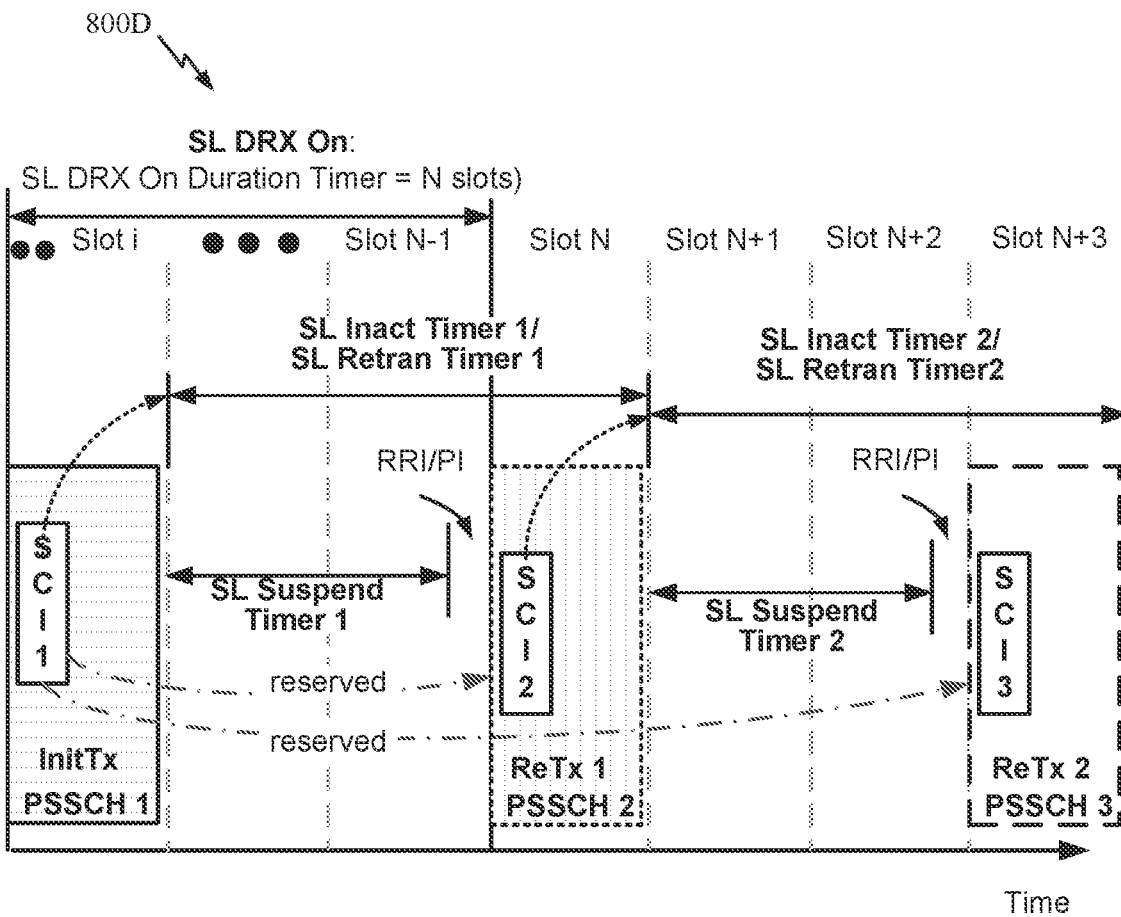 800D
SL DRX On:
SL DRX On Duration Timer = N slots)
Slot i
Slot N-1
Slot N
Slot N+1
Slot N+2
Slot N+3
SL Inact Timer 1/
SL Retran Timer 1
SL Inact Timer 2/
SL Retran Timer2
RRI/PI
RRI/PI
SCI 1
SL Suspend
Timer 1
SCI 2
SL Suspend
Timer 2
SCI 3
reserved
reserved
InitTx
PSSCH 1
ReTx 1
PSSCH 2
ReTx 2
PSSCH 3
Time